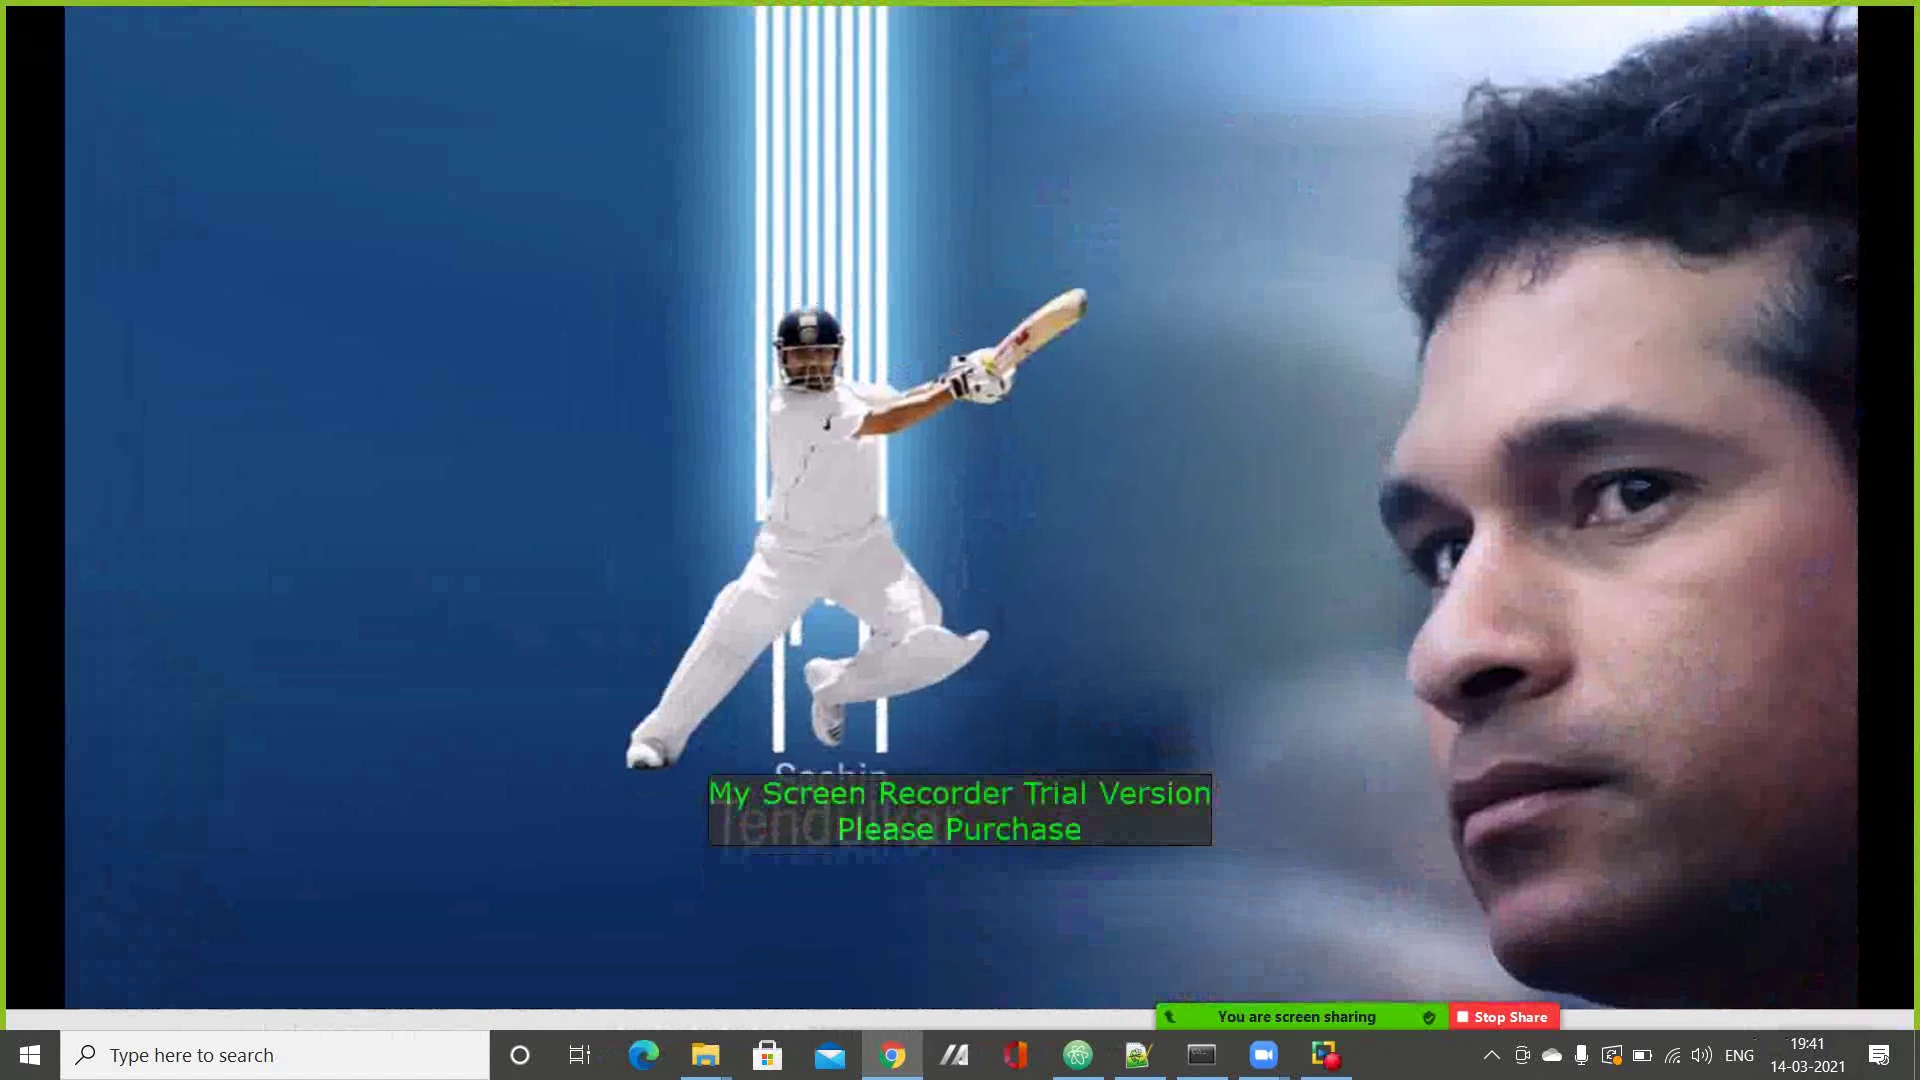 Sachin
Tendulkar
My Screen Recorder Trial Version
Please Purchase
You are screen sharing
Stop Share
Type here to search
ENG
19:41
14-03-2021